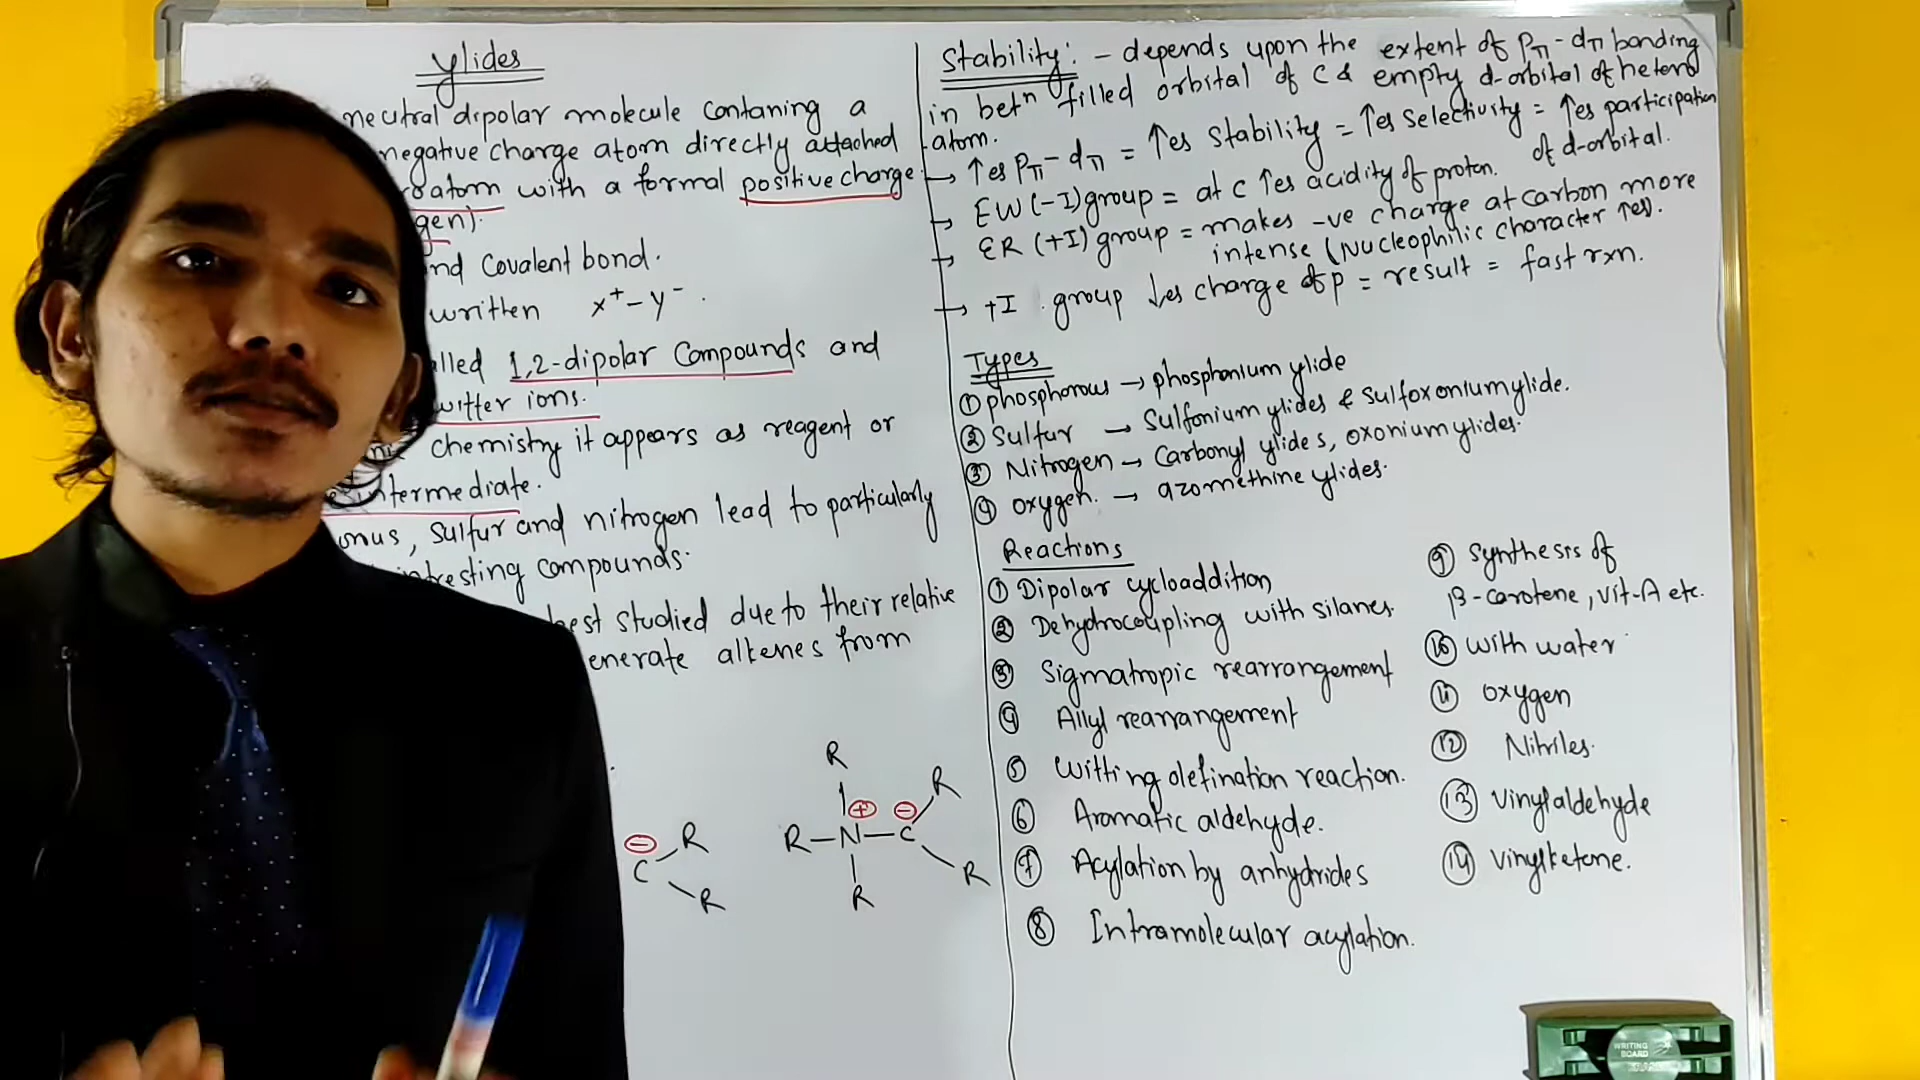 ylides
neutral dipolar molecule containing a
negative charge atom directly attached
oatom with a formal positive charge
gen).
nd Covalent bond.
written x⁺-y⁻.
lled 1,2-dipolar Compounds and
witter ions.
chemistry it appears as reagent or
intermediate.
onus, sulfur and nitrogen lead to particularly
intresting compounds.
best studied due to their relative
enerate alkenes from
⊖
C
R
R
R
R-N-C
⊕ ⊖
R
R
R
Stability: - depends upon the extent of Pπ-dπ bonding
in betⁿ filled orbital of C & empty d-orbital of hetero
atom.
→ ↑es Pπ-dπ = ↑es stability = ↑es selectivity = ↑es participation
of d-orbital.
→ EW(-I)group = at C ↑es acidity of proton.
→ ER (+I) group = makes -ve charge at carbon more
intense (Nucleophilic character ↑es).
→ +I group ↓es charge of p = result = fast rxn.
Types
① phosphorous → phosphonium ylide
② Sultur → Sulfonium ylides & sulfoxonium ylide.
③ Nitrogen → Carbonyl ylides, oxonium ylides.
④ oxygen. → azomethine ylides.
Reactions
① Dipolar cycloaddition
② Dehydrocoupling with silanes.
③ Sigmatropic rearrangement
④ Allyl rearrangement
⑤ Witting olefination reaction.
⑥ Aromatic aldehyde.
⑦ Acylation by anhydrides
⑧ Intramolecular acylation.
⑨ Synthesis of
β-carotene, vit-A etc.
⑩ with water
⑪ oxygen
⑫ Nitriles.
⑬ Vinylaldehyde
⑭ vinylketone.
WRITING
BOARD